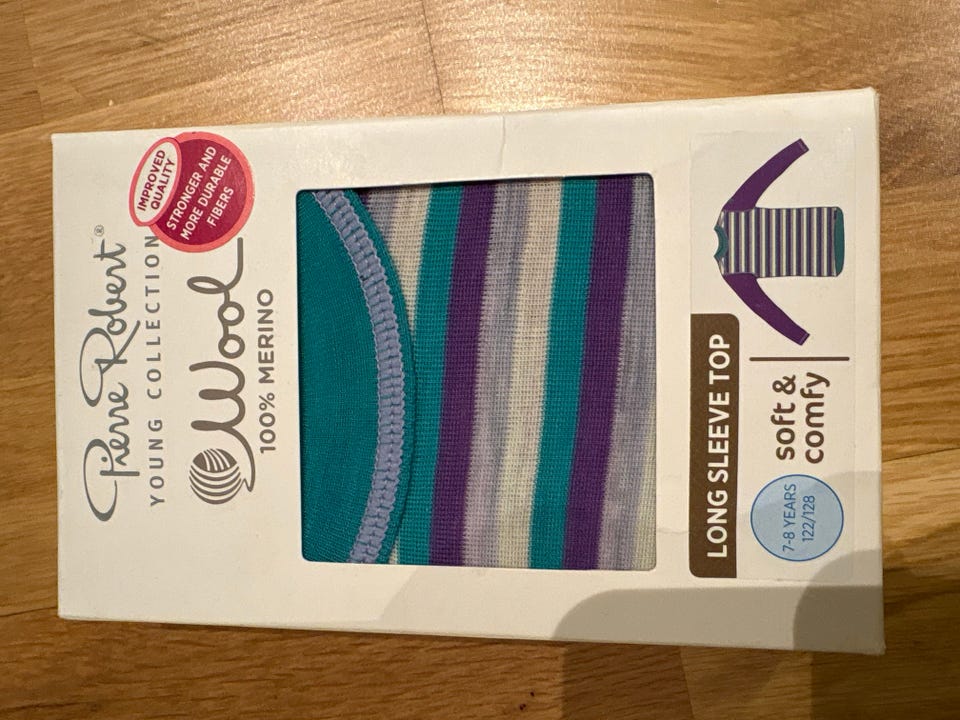 Pierre Robert®
YOUNG COLLECTION
IMPROVED
QUALITY
STRONGER AND
MORE DURABLE
FIBERS
Wool
100% MERINO
LONG SLEEVE TOP
soft &
comfy
7-8 YEARS
122/128